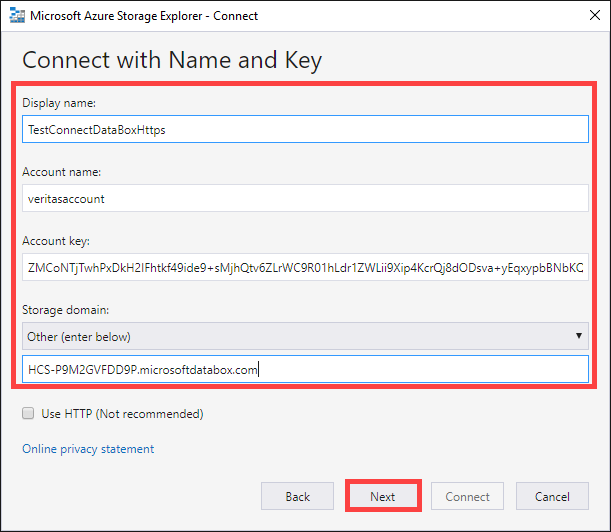 Microsoft Azure Storage Explorer - Connect
Connect with Name and Key
Display name:
TestConnectDataBoxHttps
Account name:
veritasaccount
Account key:
ZMCoNTjTwhPxDkH2IFhtkf49ide9+sMjhQtv6ZLrWC9R01hLdr1ZWLii9Xip4KcrQj8dODsva+yEqxypbBNbKQ
Storage domain:
Other (enter below)
HCS-P9M2GVFDD9P.microsoftdatabox.com
Use HTTP (Not recommended)
Online privacy statement
Back Next Connect Cancel